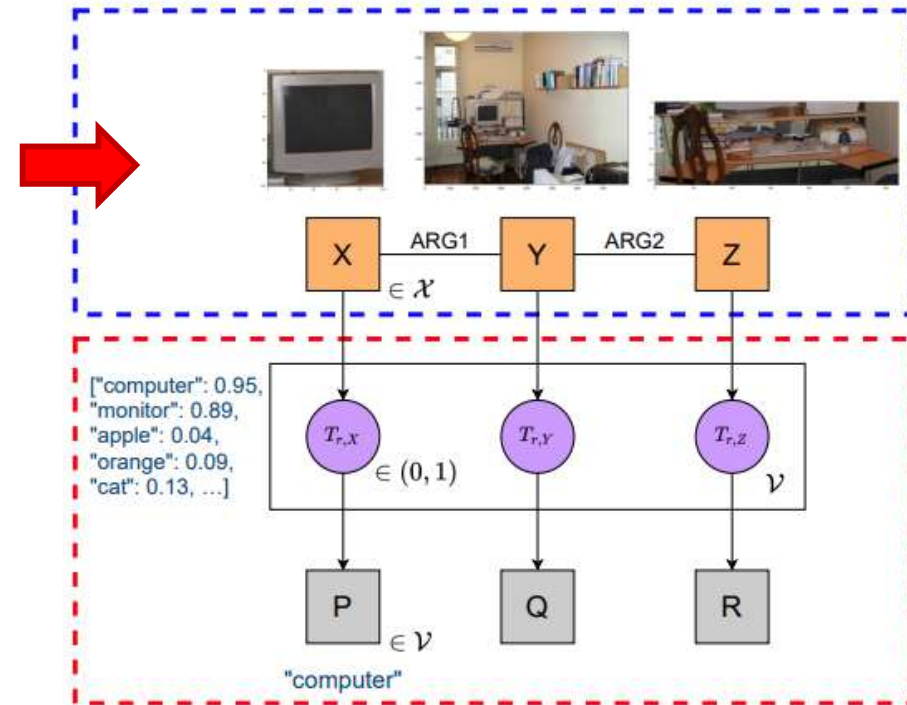 X ARG1 Y ARG2 Z
∈ 𝒳
["computer": 0.95,
"monitor": 0.89,
"apple": 0.04,
"orange": 0.09,
"cat": 0.13, …]
T_{r,X} T_{r,Y} T_{r,Z}
∈ (0, 1)
𝒱
P Q R
∈ 𝒱
"computer"